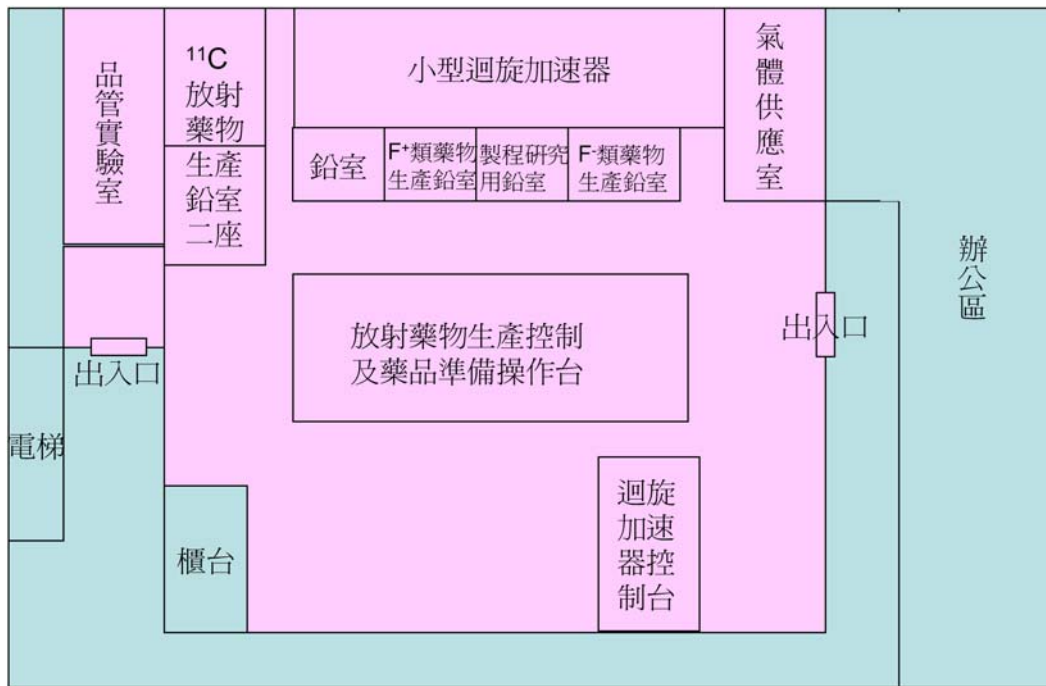 品管實驗室
¹¹C
放射
藥物
生產
鉛室
二座
小型迴旋加速器
氣體供應室
鉛室
F⁺類藥物
生產鉛室
製程研究
用鉛室
F⁻類藥物
生產鉛室
辦公區
放射藥物生產控制
及藥品準備操作台
出入口
出入口
電梯
櫃台
迴旋
加速
器控
制台